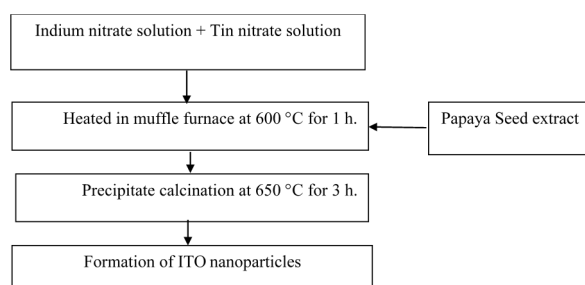 Indium nitrate solution + Tin nitrate solution
Heated in muffle furnace at 600 °C for 1 h.
Papaya Seed extract
Precipitate calcination at 650 °C for 3 h.
Formation of ITO nanoparticles